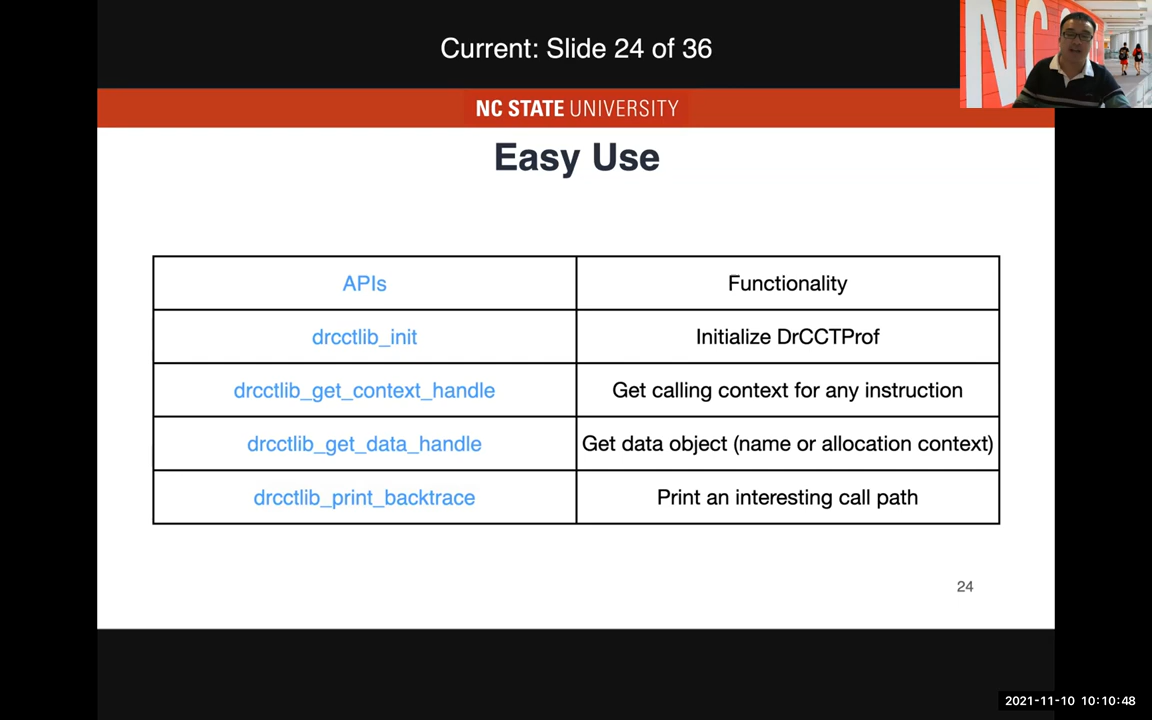 Current: Slide 24 of 36
NC STATE UNIVERSITY
Easy Use
APIs
Functionality
drcctlib_init
Initialize DrCCTProf
drcctlib_get_context_handle
Get calling context for any instruction
drcctlib_get_data_handle
Get data object (name or allocation context)
drcctlib_print_backtrace
Print an interesting call path
24
2021-11-10 10:10:48